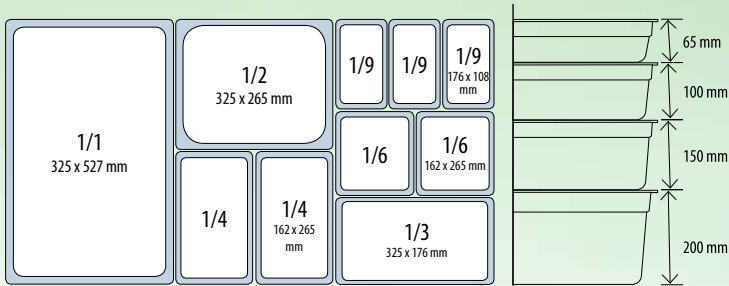 1/1
325 x 527 mm
1/2
325 x 265 mm
1/4
1/4
162 x 265
mm
1/9
1/9
1/9
176 x 108
mm
1/6
1/6
162 x 265 mm
1/3
325 x 176 mm
65 mm
100 mm
150 mm
200 mm